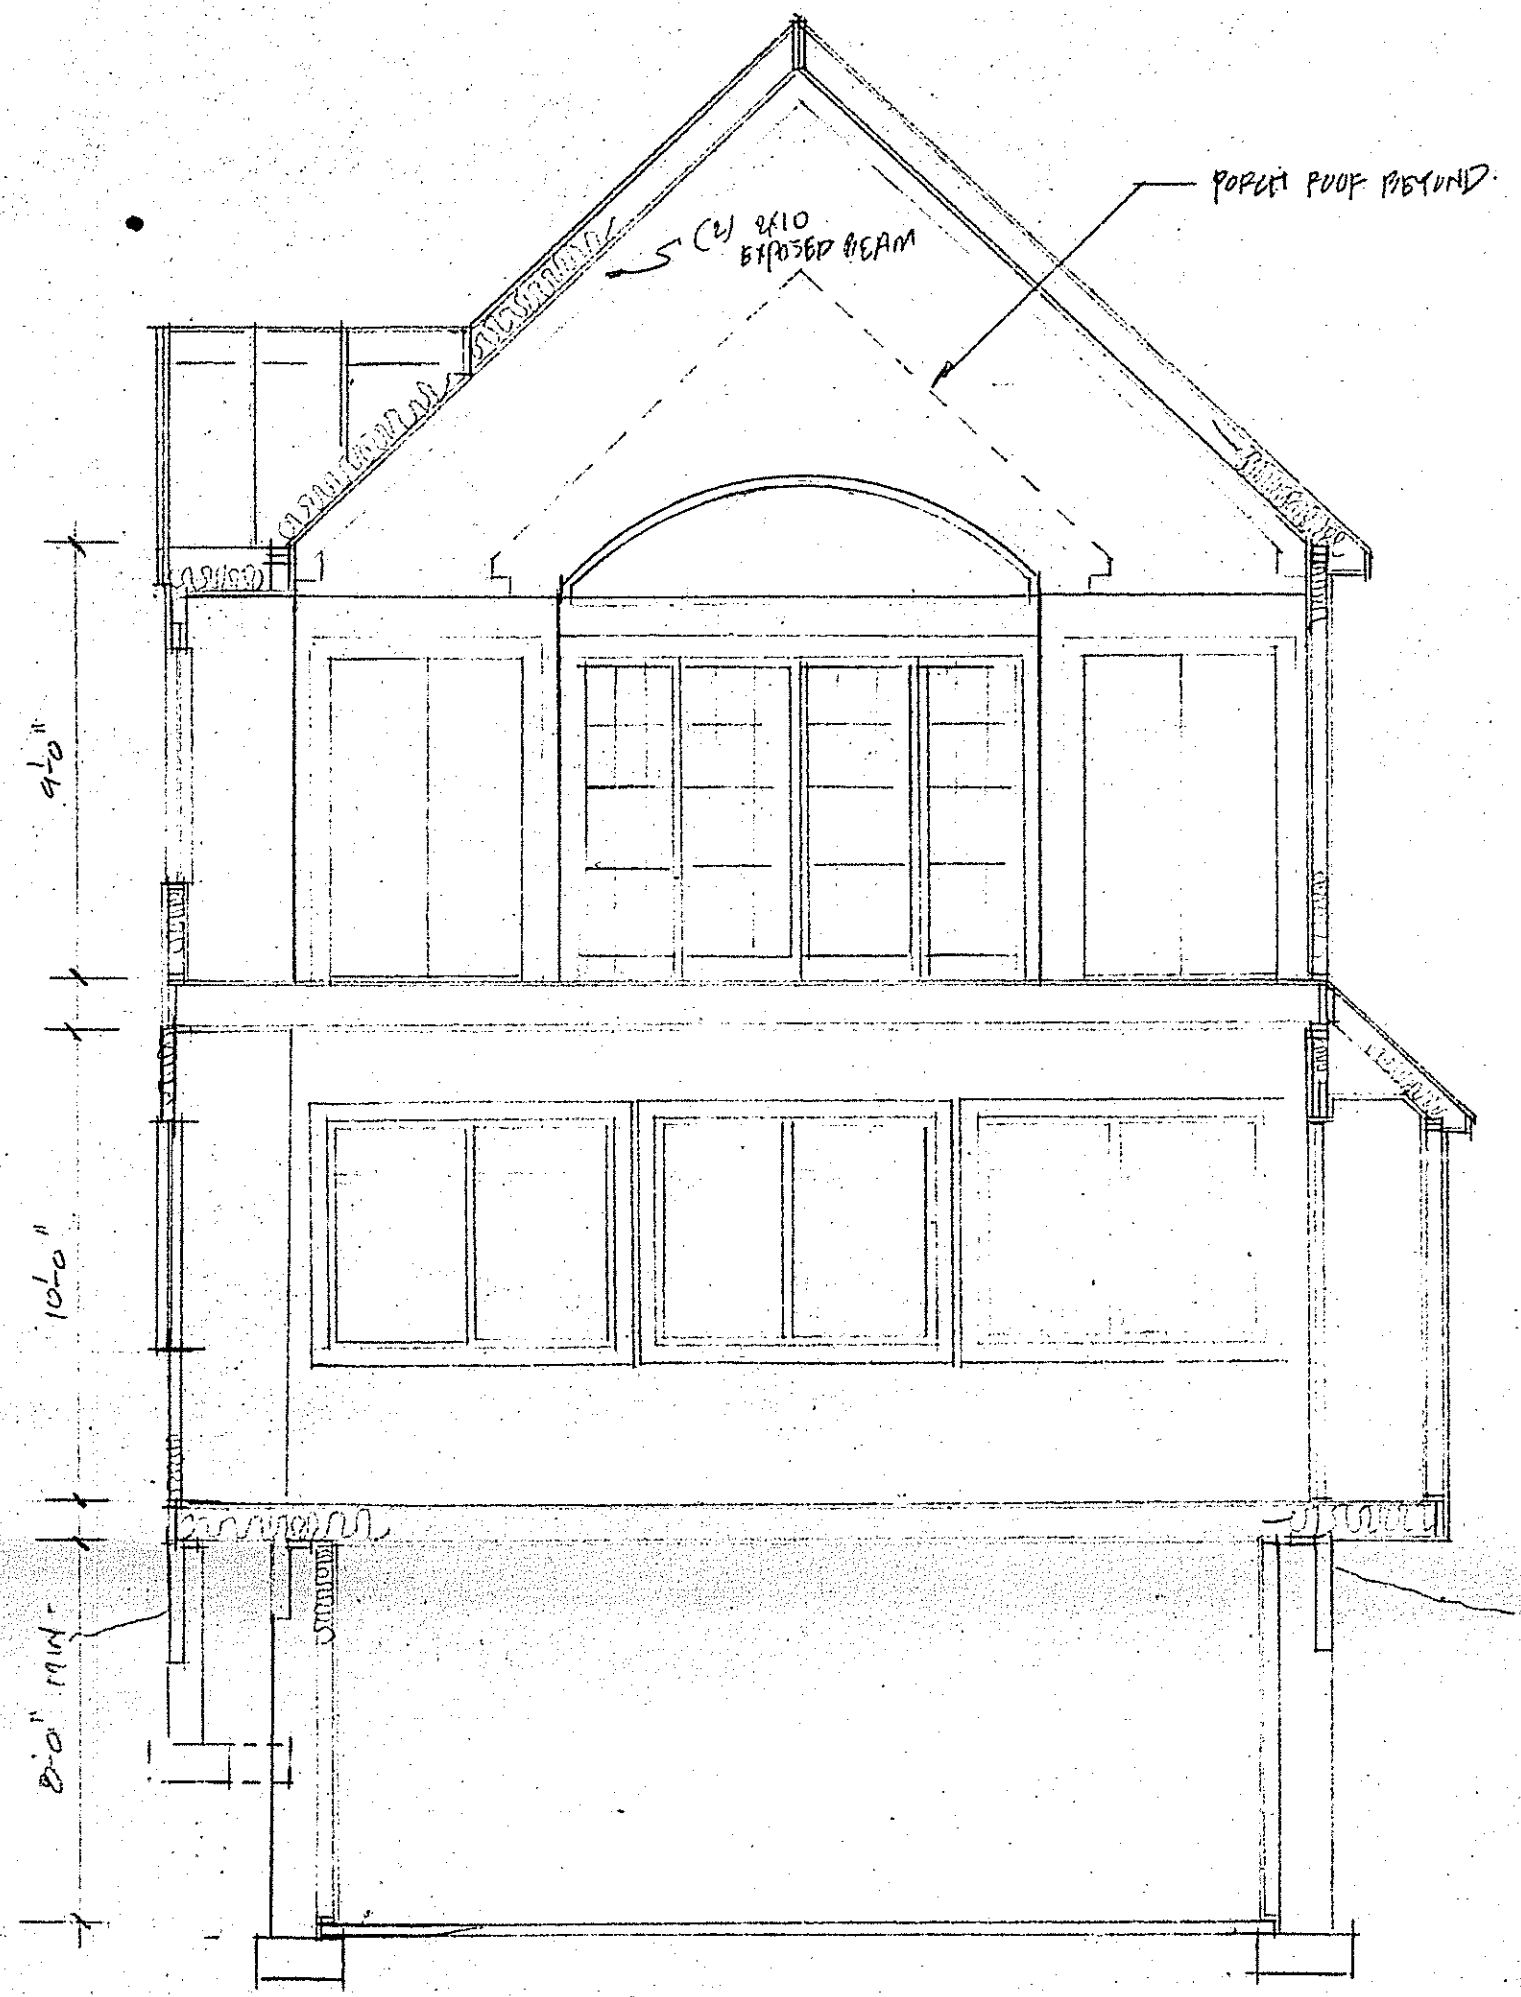 PORCH ROOF BEYOND.
(2) 2X10
EXPOSED BEAM
9'-0"
10'-0"
8'-0" MIN.